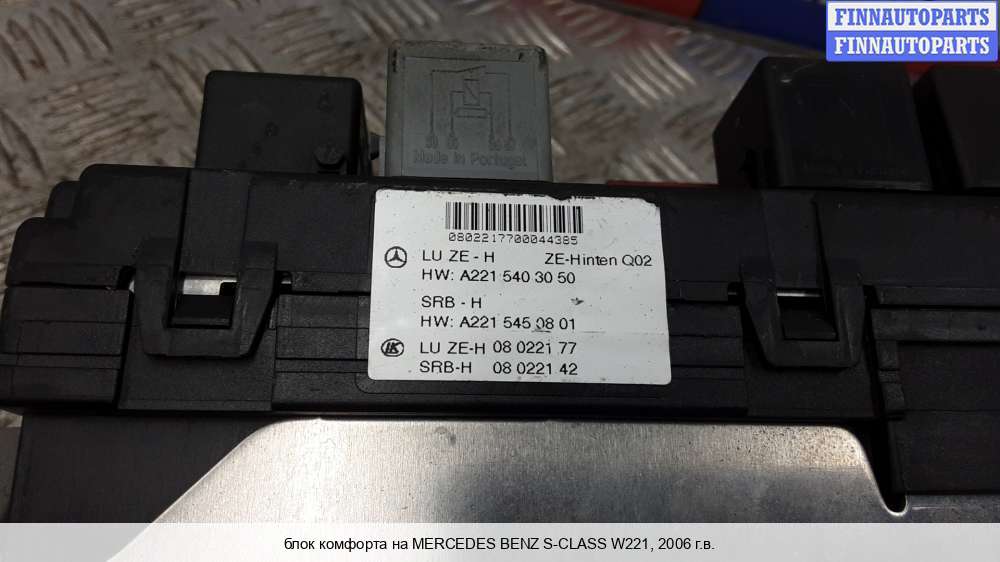 FINNAUTOPARTS
FINNAUTOPARTS
Made in Portugal
0802217700044385
LU ZE - H ZE-Hinten Q02
HW: A221 540 30 50
SRB - H
HW: A221 545 08 01
LK LU ZE-H 08 0221 77
SRB-H 08 0221 42
блок комфорта на MERCEDES BENZ S-CLASS W221, 2006 г.в.